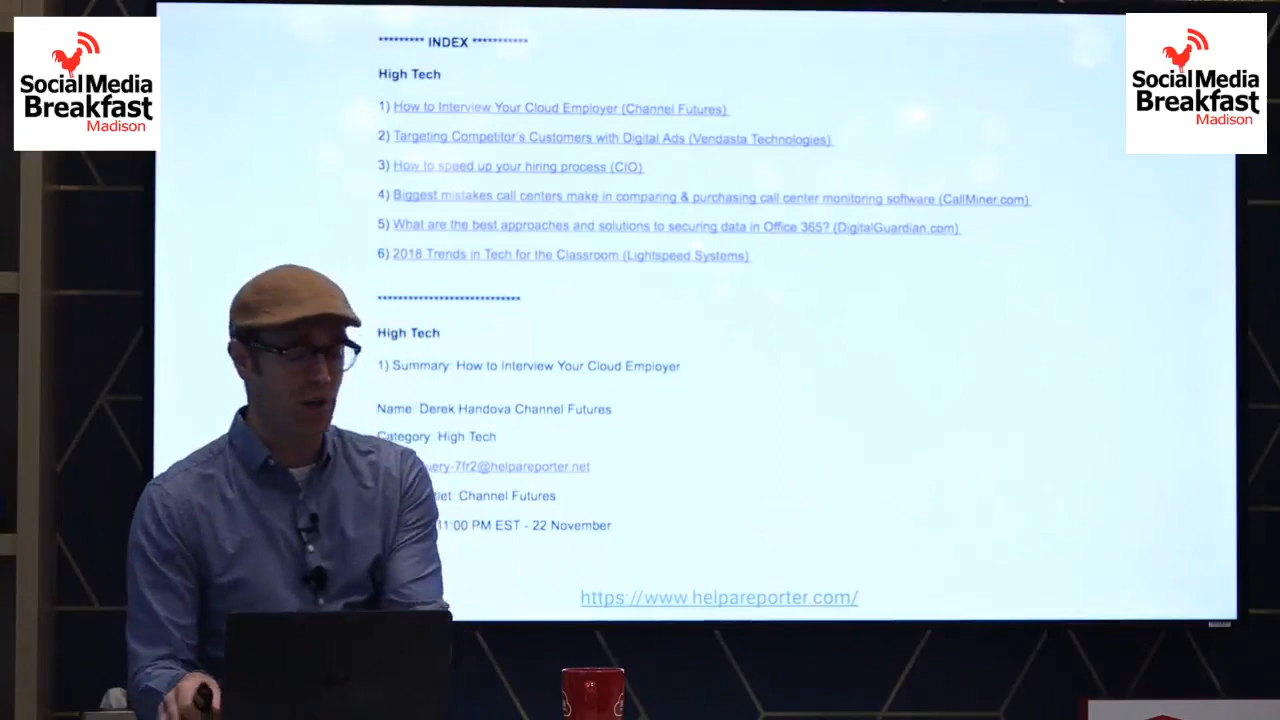 Social Media
Breakfast
Madison
Social Media
Breakfast
Madison
********* INDEX ***********
High Tech
1) How to Interview Your Cloud Employer (Channel Futures)
2) Targeting Competitor's Customers with Digital Ads (Vendasta Technologies)
3) How to speed up your hiring process (CIO)
4) Biggest mistakes call centers make in comparing & purchasing call center monitoring software (CallMiner.com)
5) What are the best approaches and solutions to securing data in Office 365? (DigitalGuardian.com)
6) 2018 Trends in Tech for the Classroom (Lightspeed Systems)
****************************
High Tech
1) Summary: How to Interview Your Cloud Employer
Name: Derek Handova Channel Futures
Category: High Tech
ery-7fr2@helpareporter.net
tlet: Channel Futures
11:00 PM EST - 22 November
https://www.helpareporter.com/